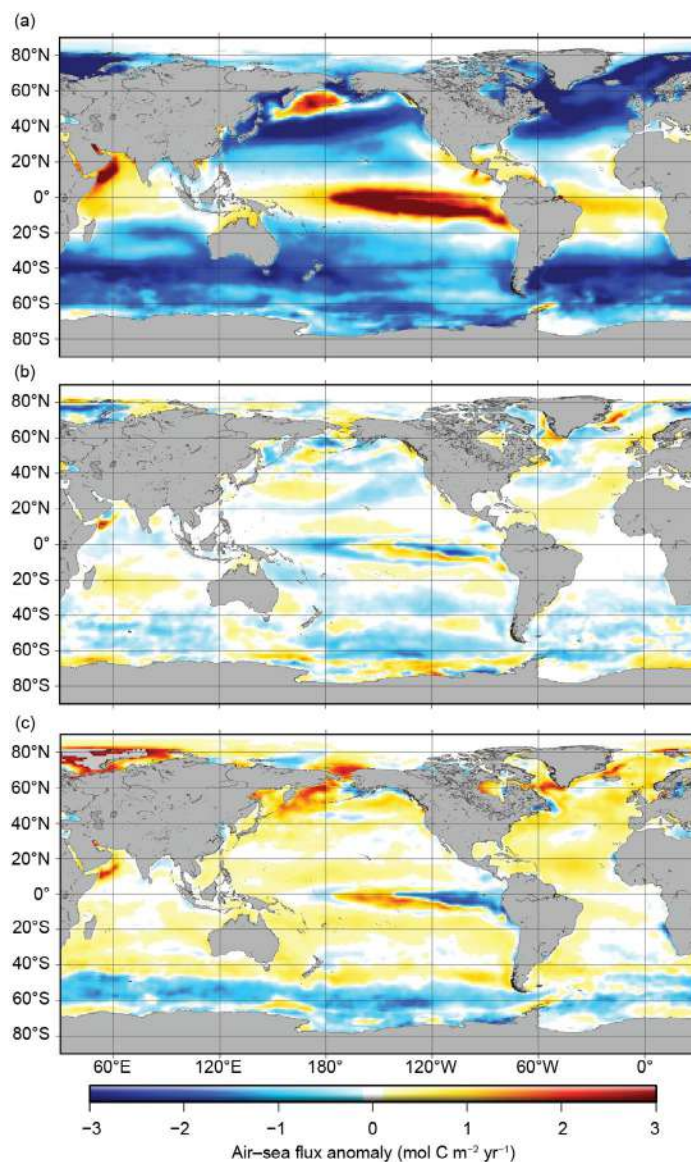 (a)
80°N
60°N
40°N
20°N
0°
20°S
40°S
60°S
80°S
(b)
80°N
60°N
40°N
20°N
0°
20°S
40°S
60°S
80°S
(c)
80°N
60°N
40°N
20°N
0°
20°S
40°S
60°S
80°S
60°E 120°E 180° 120°W 60°W 0°
−3 −2 −1 0 1 2 3
Air–sea flux anomaly (mol C m⁻² yr⁻¹)